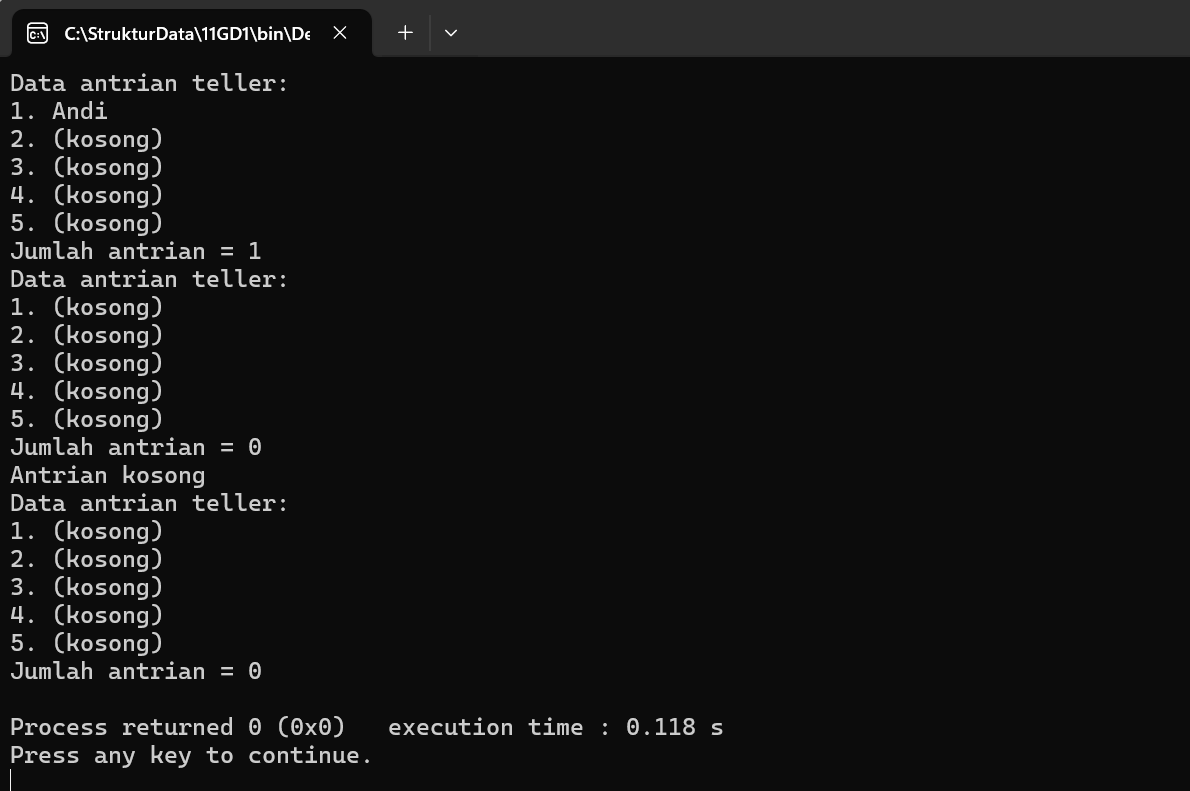 C:\StrukturData\11GD1\bin\De
Data antrian teller:
1. Andi
2. (kosong)
3. (kosong)
4. (kosong)
5. (kosong)
Jumlah antrian = 1
Data antrian teller:
1. (kosong)
2. (kosong)
3. (kosong)
4. (kosong)
5. (kosong)
Jumlah antrian = 0
Antrian kosong
Data antrian teller:
1. (kosong)
2. (kosong)
3. (kosong)
4. (kosong)
5. (kosong)
Jumlah antrian = 0
Process returned 0 (0x0)   execution time : 0.118 s
Press any key to continue.